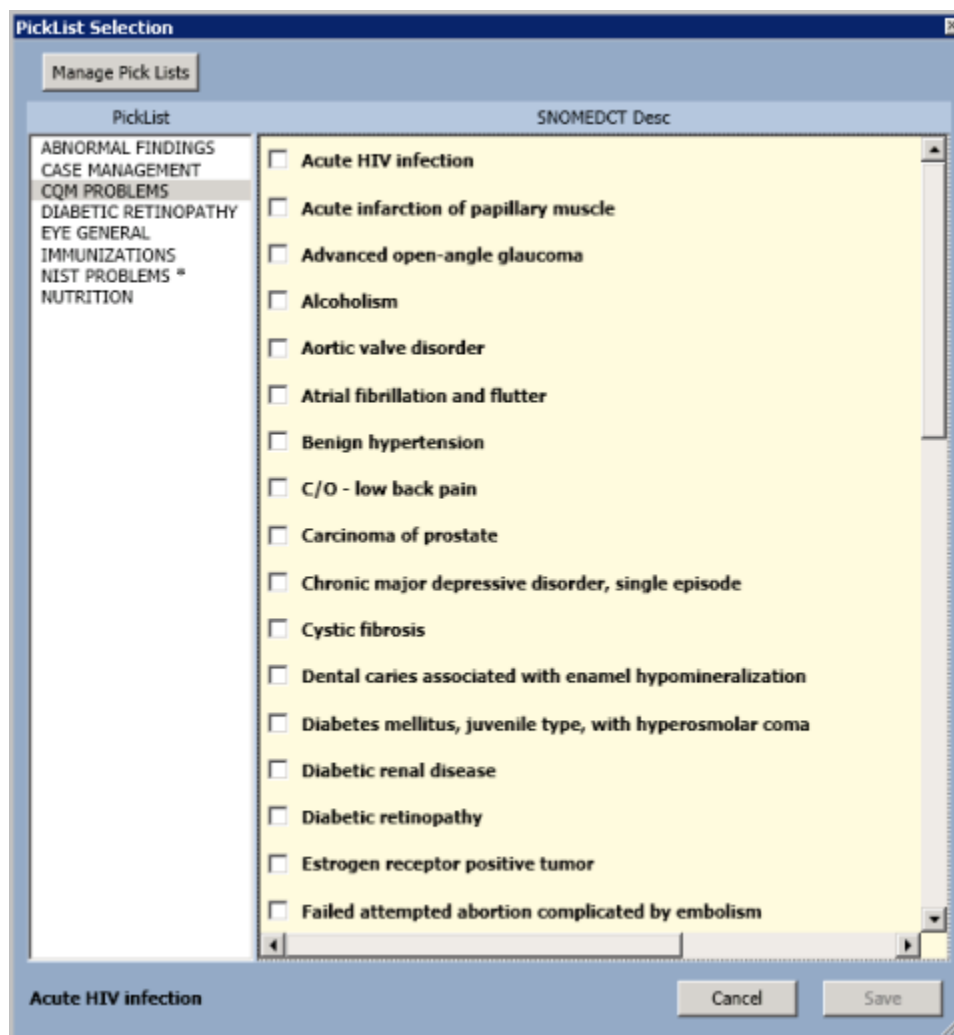 PickList Selection
Manage Pick Lists
PickList
SNOMEDCT Desc
ABNORMAL FINDINGS
CASE MANAGEMENT
CQM PROBLEMS
DIABETIC RETINOPATHY
EYE GENERAL
IMMUNIZATIONS
NIST PROBLEMS *
NUTRITION
Acute HIV infection
Acute infarction of papillary muscle
Advanced open-angle glaucoma
Alcoholism
Aortic valve disorder
Atrial fibrillation and flutter
Benign hypertension
C/O - low back pain
Carcinoma of prostate
Chronic major depressive disorder, single episode
Cystic fibrosis
Dental caries associated with enamel hypomineralization
Diabetes mellitus, juvenile type, with hyperosmolar coma
Diabetic renal disease
Diabetic retinopathy
Estrogen receptor positive tumor
Failed attempted abortion complicated by embolism
Acute HIV infection
Cancel
Save